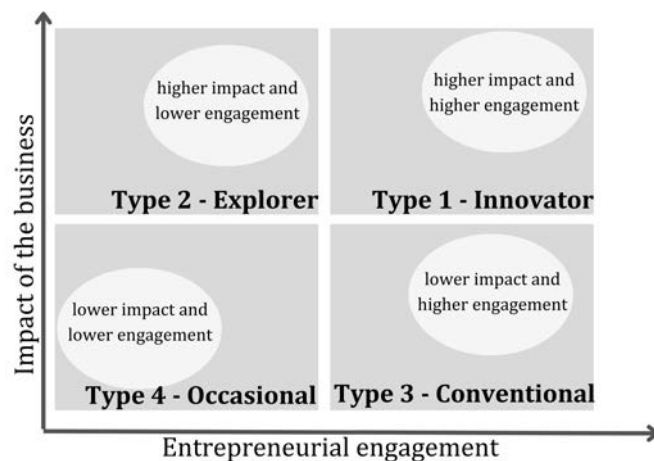 Impact of the business
higher impact and
lower engagement
Type 2 - Explorer
higher impact and
higher engagement
Type 1 - Innovator
lower impact and
lower engagement
Type 4 - Occasional
lower impact and
higher engagement
Type 3 - Conventional
Entrepreneurial engagement